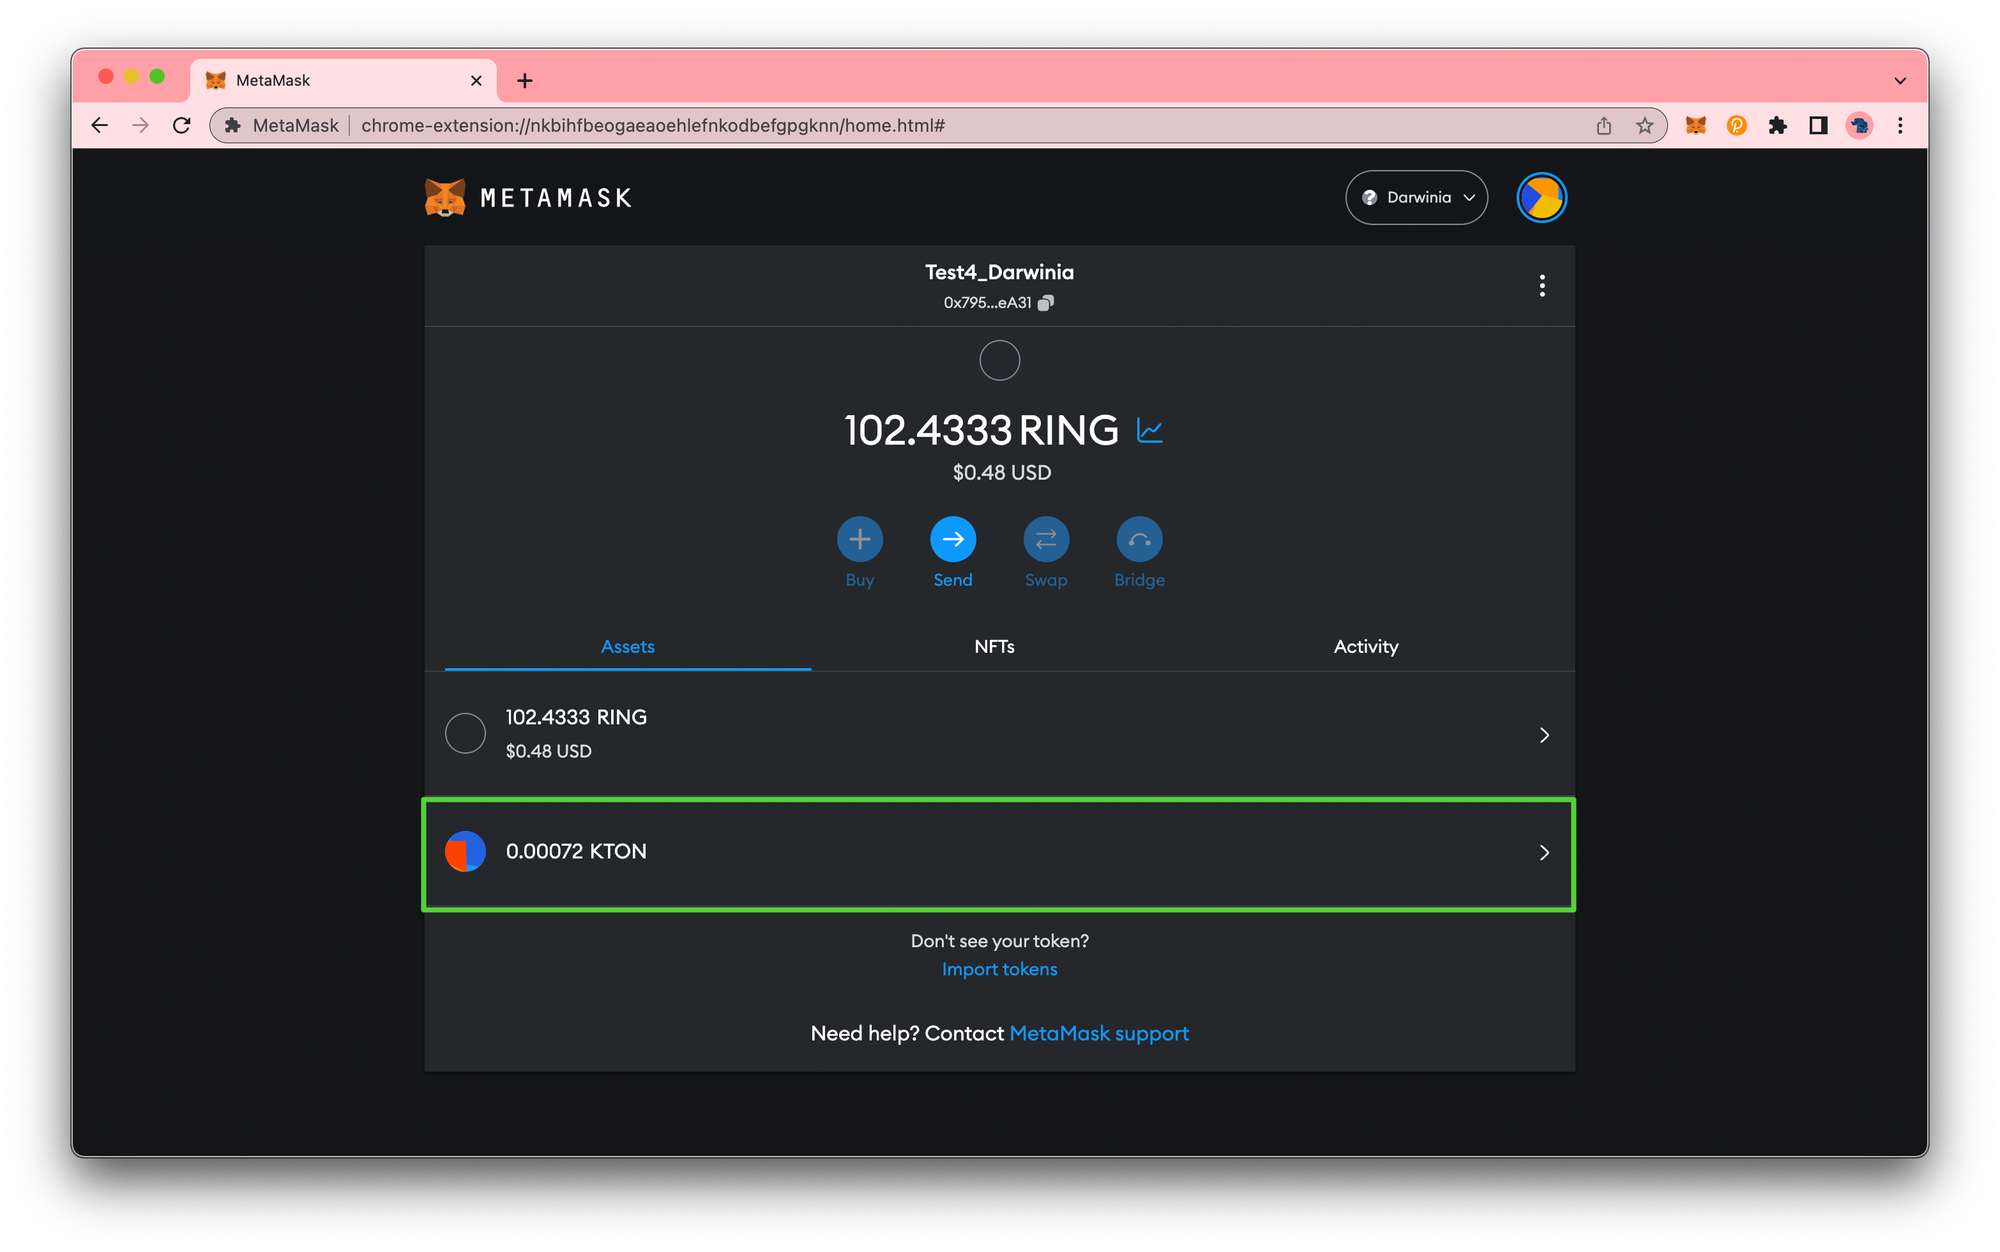 MetaMask
MetaMask chrome-extension://nkbihfbeogaeaoehlefnkodbefgpgknn/home.html#
METAMASK
Darwinia
Test4_Darwinia
0x795...eA31
102.4333 RING
$0.48 USD
Buy Send Swap Bridge
Assets NFTs Activity
102.4333 RING
$0.48 USD
0.00072 KTON
Don't see your token?
Import tokens
Need help? Contact MetaMask support